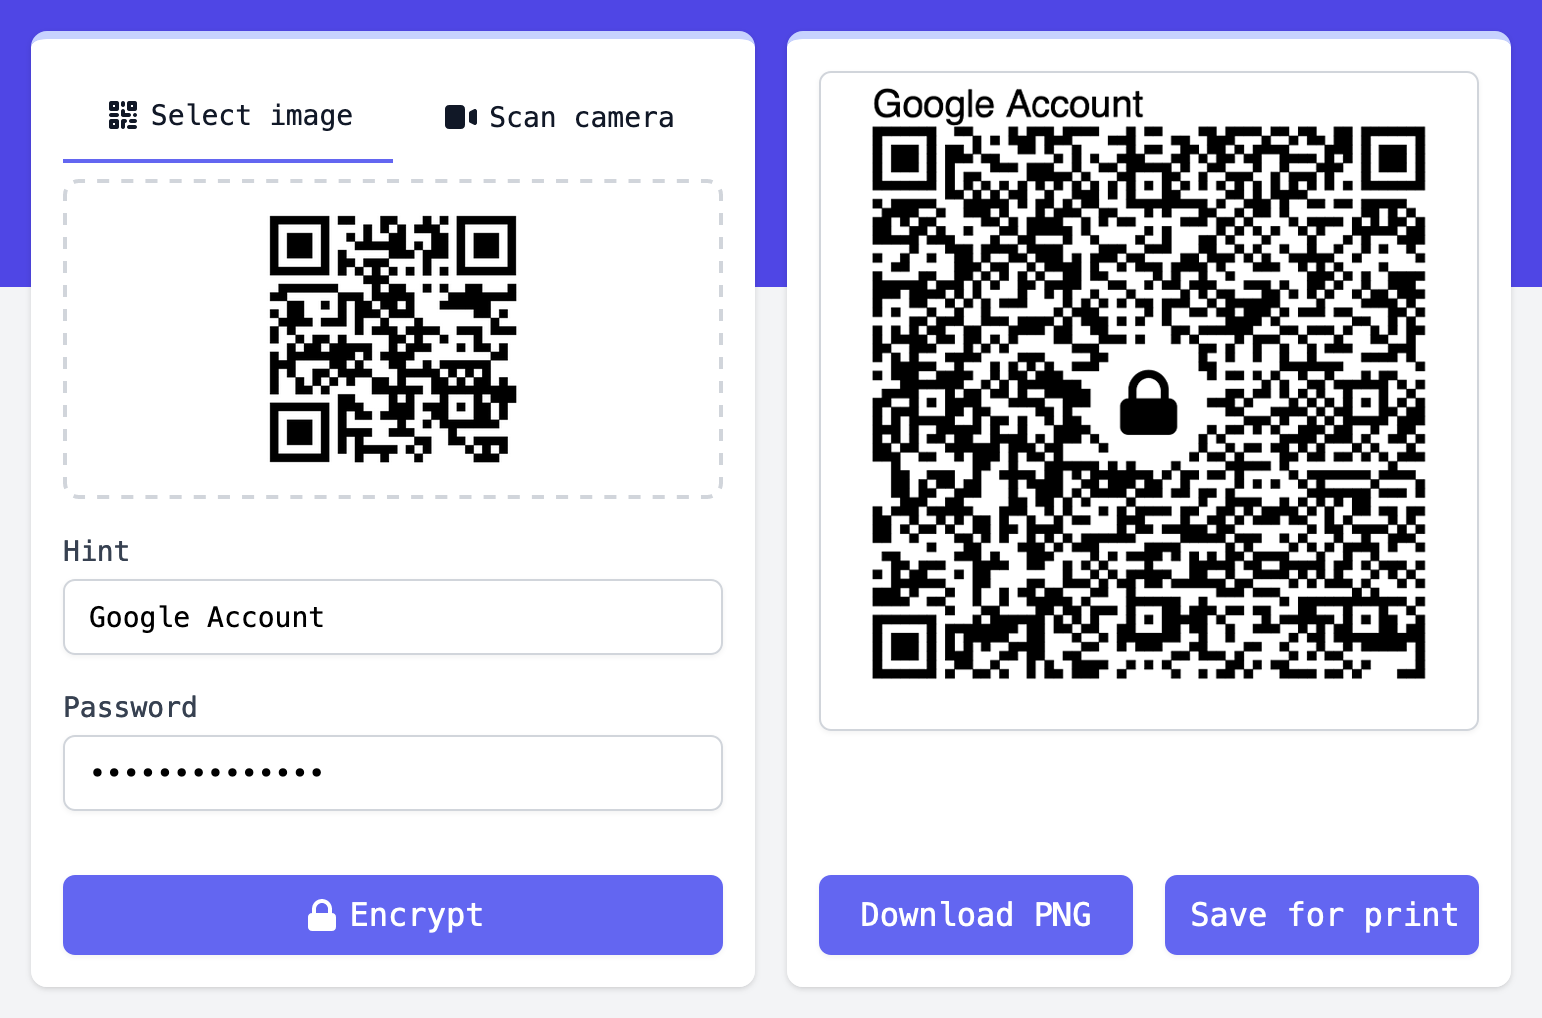 Select image
Scan camera
Hint
Google Account
Password
••••••••••••••
Encrypt
Google Account
Download PNG
Save for print